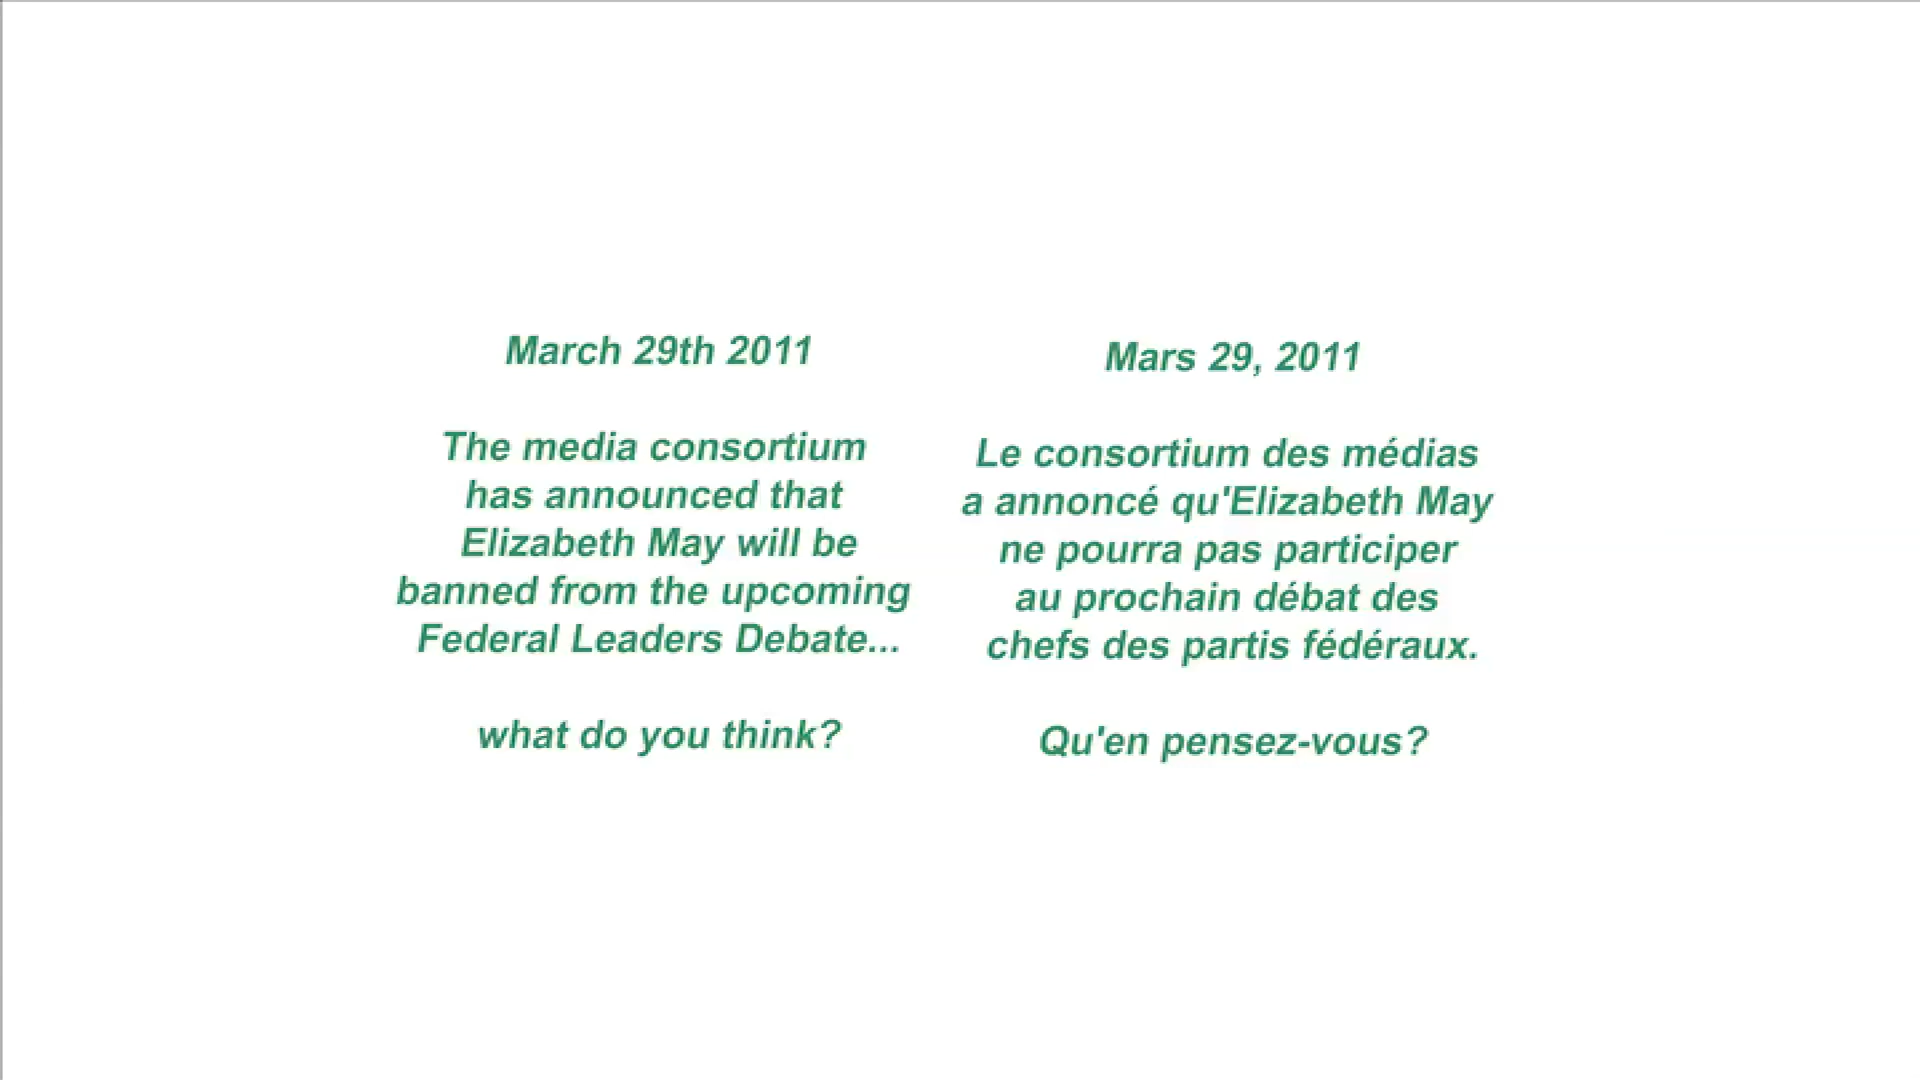 March 29th 2011
The media consortium
has announced that
Elizabeth May will be
banned from the upcoming
Federal Leaders Debate...
what do you think?
Mars 29, 2011
Le consortium des médias
a annoncé qu'Elizabeth May
ne pourra pas participer
au prochain débat des
chefs des partis fédéraux.
Qu'en pensez-vous?